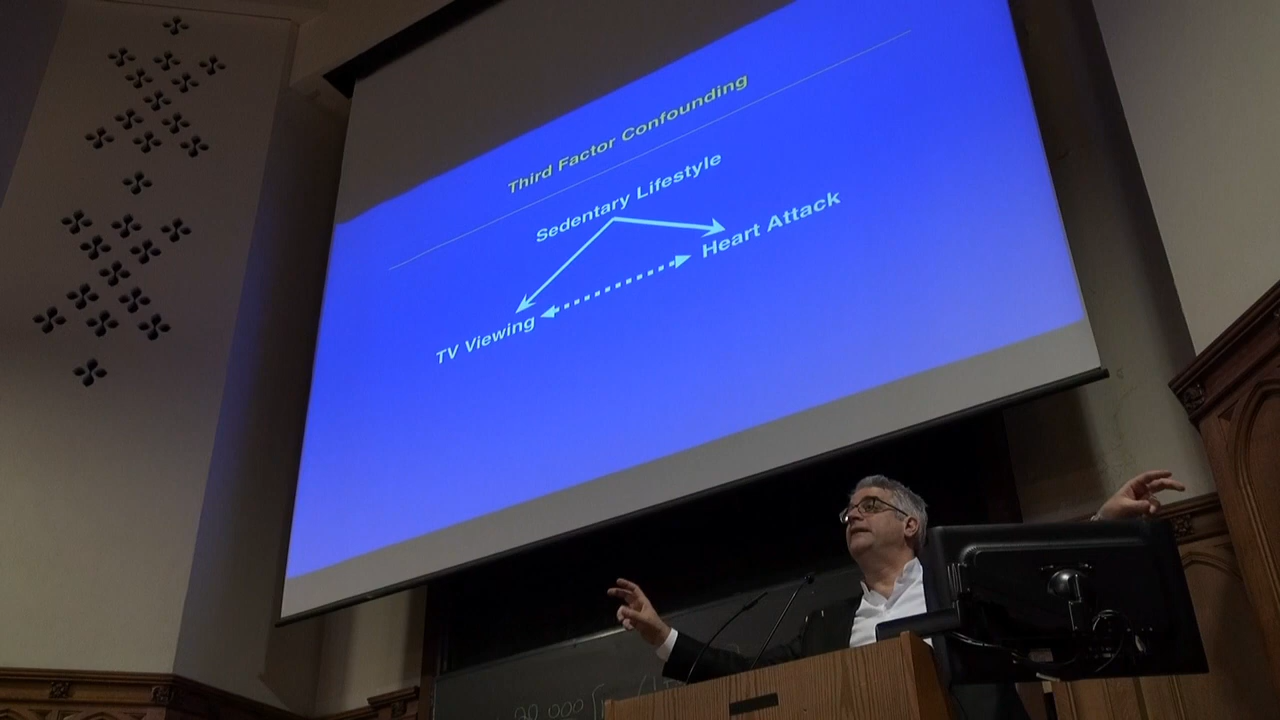 Third Factor Confounding
Sedentary Lifestyle
Heart Attack
TV Viewing